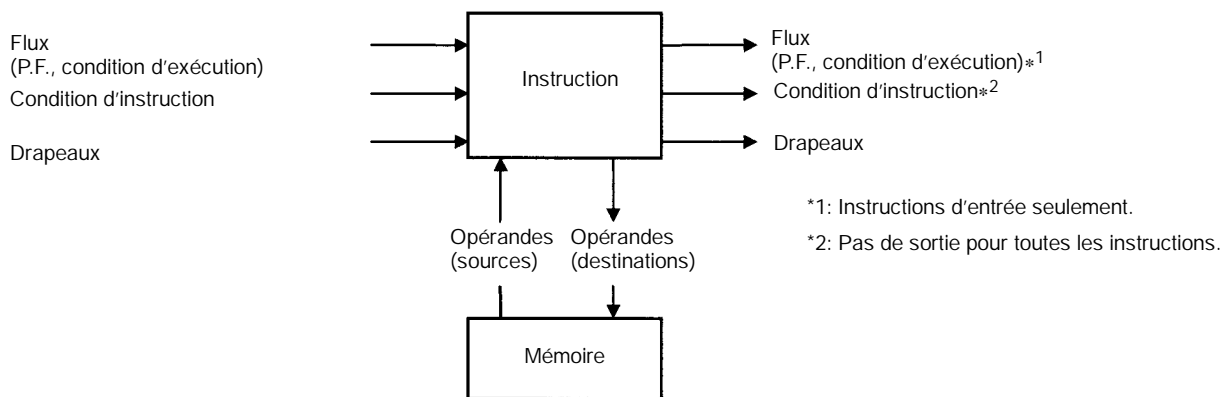 Flux
(P.F., condition d'exécution)
Condition d'instruction
Drapeaux
Instruction
Flux
(P.F., condition d'exécution)*1
Condition d'instruction*2
Drapeaux
*1: Instructions d'entrée seulement.
*2: Pas de sortie pour toutes les instructions.
Opérandes
(sources)
Opérandes
(destinations)
Mémoire